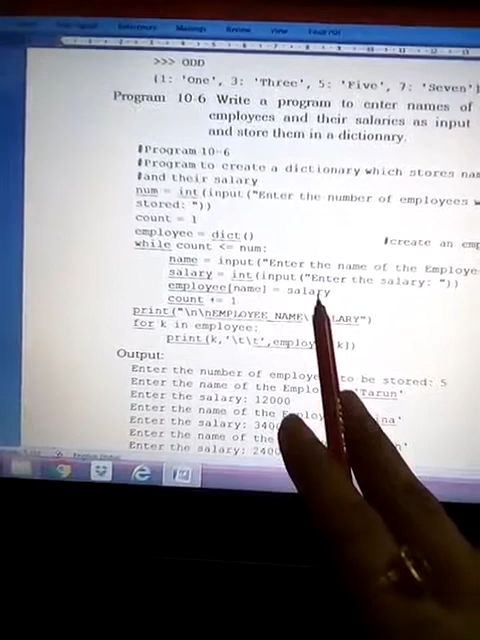 Mailings Review View
>>> ODD
{1: 'One', 3: 'Three', 5: 'Five', 7: 'Seven'}
Program 10-6 Write a program to enter names of
employees and their salaries as input
and store them in a dictionary.
#Program 10-6
#Program to create a dictionary which stores
#and their salary
num = int(input("Enter the number of employees
stored: "))
count = 1
employee = dict() #create an
while count <= num:
name = input("Enter the name of the
salary = int(input("Enter the salary: "))
employee[name] = salary
count += 1
print("\n\nEMPLOYEE_NAME\
for k in employee:
print(k,'\t\t',
k])
Output:
Enter the number of to be stored: 5
Enter the name of the 'Tarun'
Enter the salary: 12000
Enter the name of the
Enter the salary:
Enter the name of the
Enter the salary: